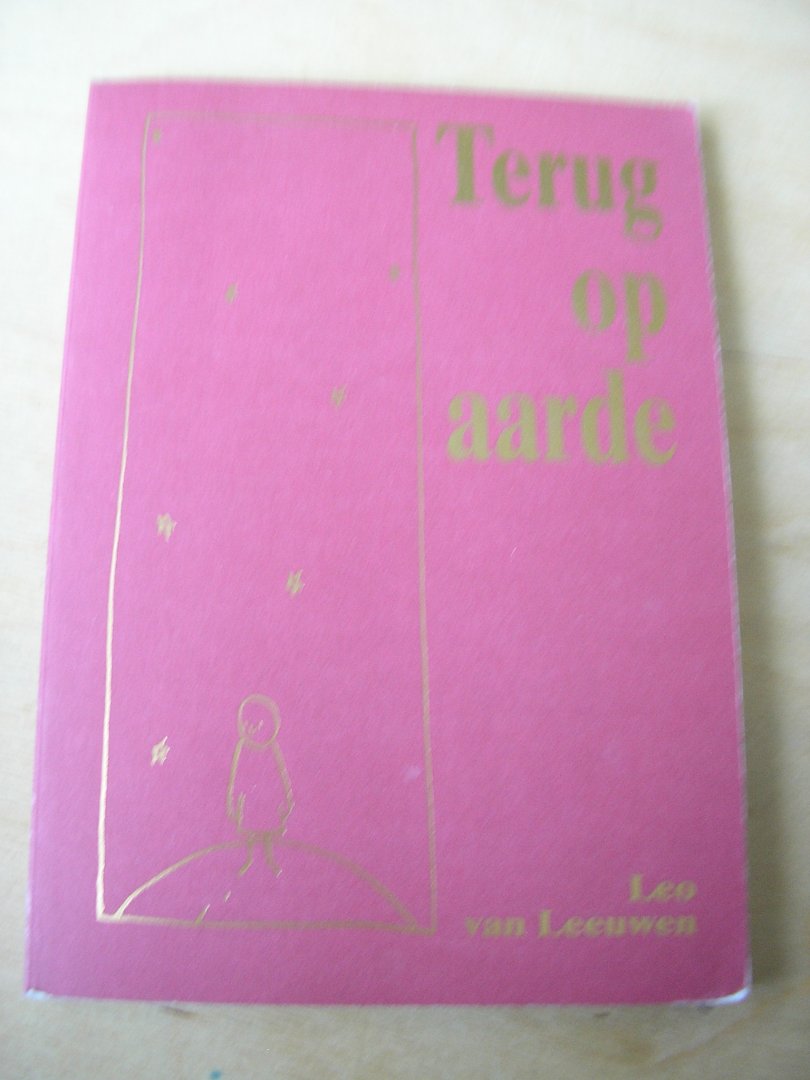 Terug
op
aarde
Leo
van Leeuwen